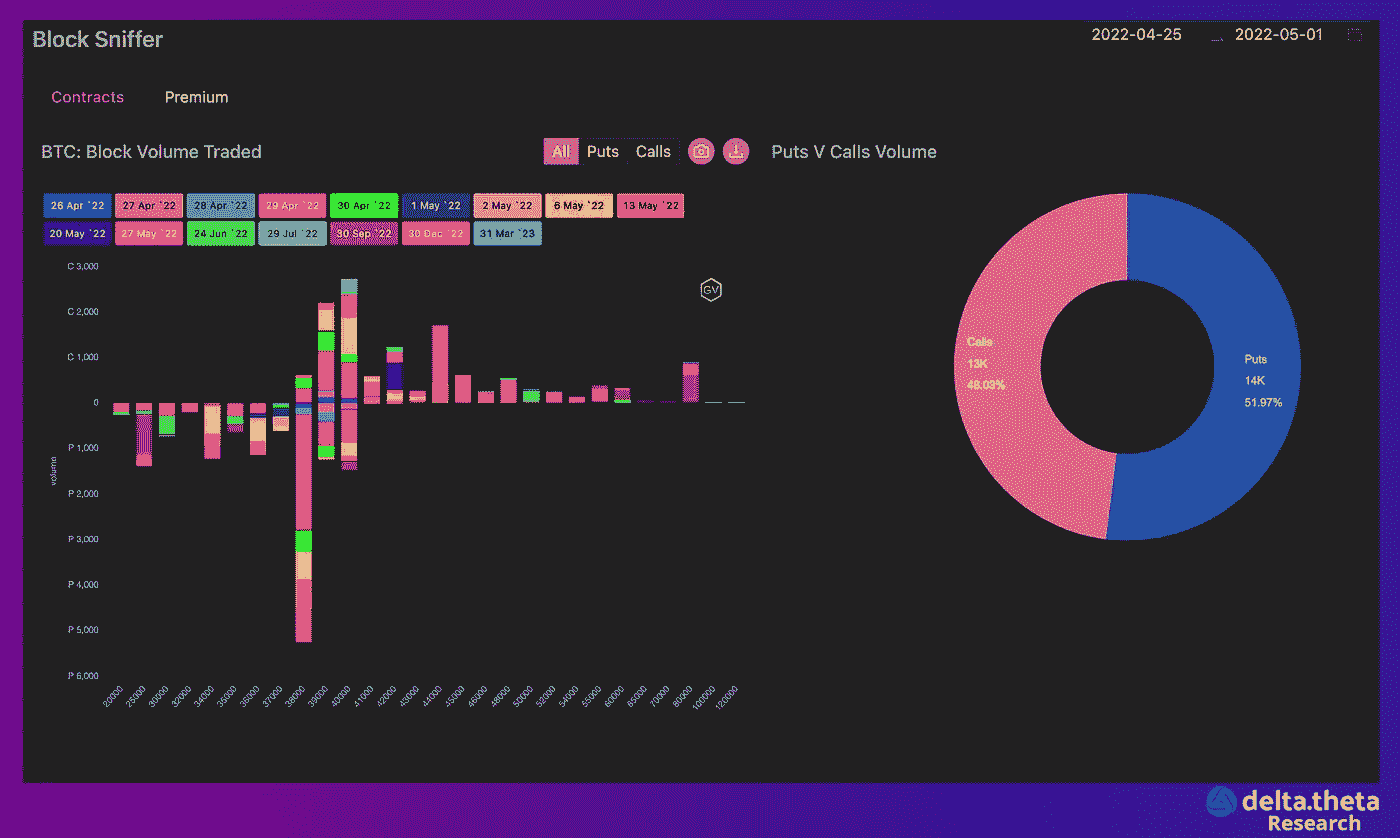 Block Sniffer
2022-04-25 2022-05-01
Contracts Premium
BTC: Block Volume Traded
All Puts Calls
Puts V Calls Volume
26 Apr `22 27 Apr `22 28 Apr `22 29 Apr `22 30 Apr `22 1 May `22 2 May `22 6 May `22 13 May `22
20 May `22 27 May `22 24 Jun `22 29 Jul `22 30 Sep `22 30 Dec `22 31 Mar `23
C 3,000
C 2,000
C 1,000
0
P 1,000
P 2,000
P 3,000
P 4,000
P 5,000
P 6,000
volume
GV
20000 25000 30000 32000 34000 35000 36000 37000 38000 39000 40000 41000 42000 43000 44000 45000 46000 48000 50000 52000 54000 55000 60000 65000 70000 80000 100000 120000
Calls
13K
48.03%
Puts
14K
51.97%
delta.theta
Research